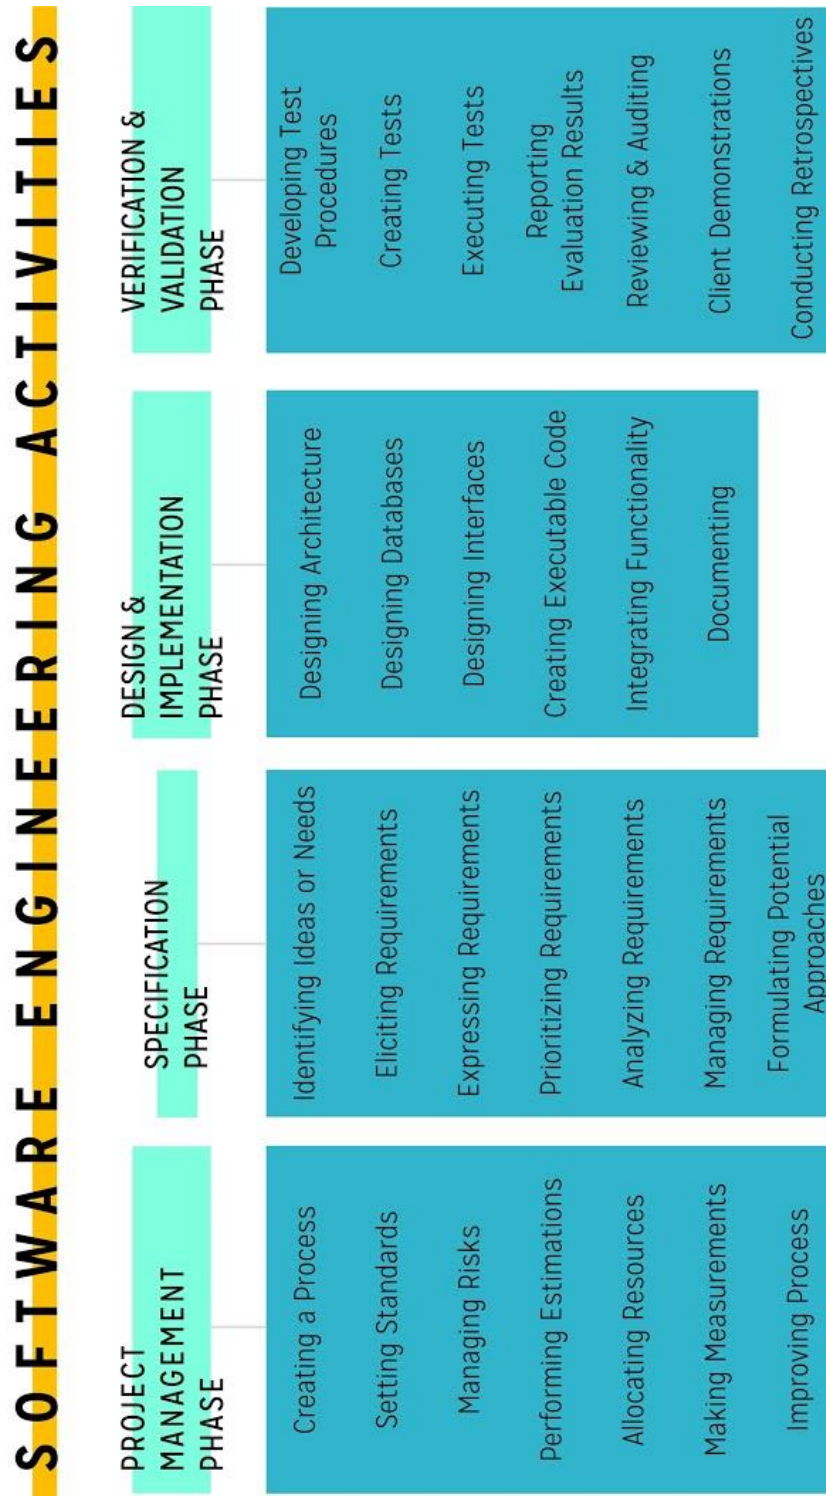 SOFTWARE ENGINEERING ACTIVITIES
PROJECT
MANAGEMENT
PHASE
Creating a Process
Setting Standards
Managing Risks
Performing Estimations
Allocating Resources
Making Measurements
Improving Process
SPECIFICATION
PHASE
Identifying Ideas or Needs
Eliciting Requirements
Expressing Requirements
Prioritizing Requirements
Analyzing Requirements
Managing Requirements
Formulating Potential
Approaches
DESIGN &
IMPLEMENTATION
PHASE
Designing Architecture
Designing Databases
Designing Interfaces
Creating Executable Code
Integrating Functionality
Documenting
VERIFICATION &
VALIDATION
PHASE
Developing Test
Procedures
Creating Tests
Executing Tests
Reporting
Evaluation Results
Reviewing & Auditing
Client Demonstrations
Conducting Retrospectives